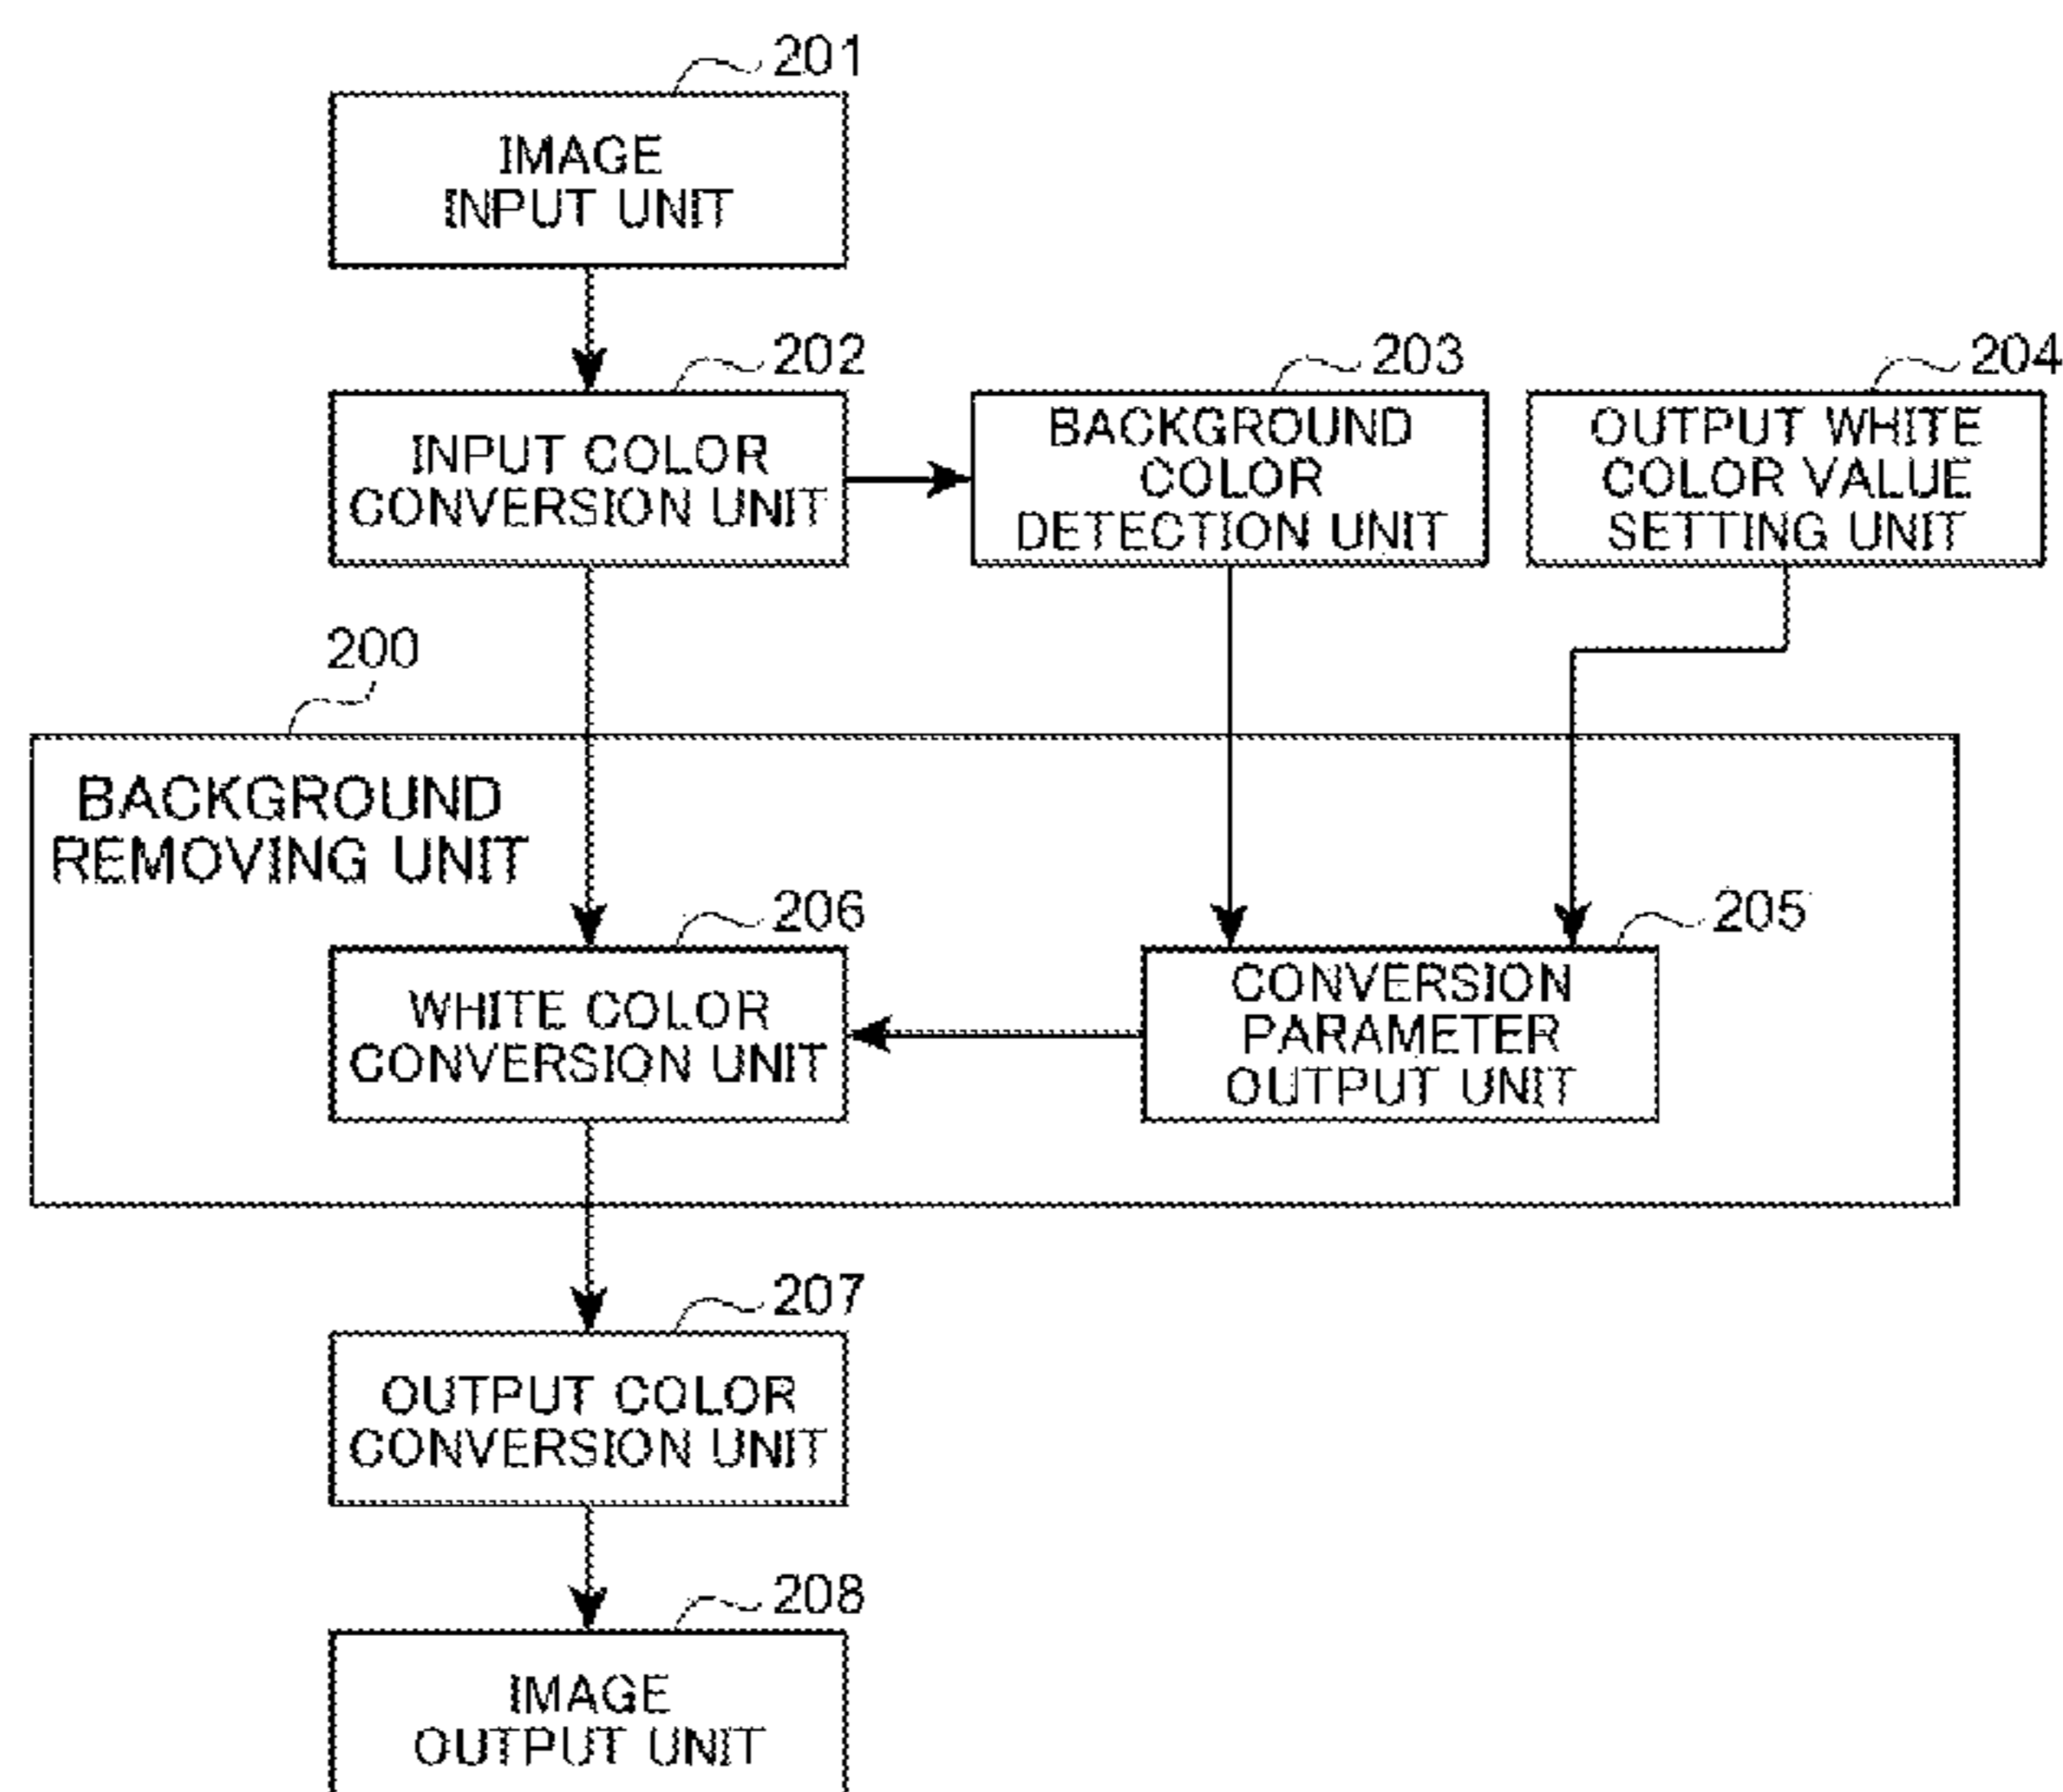 201
IMAGE
INPUT UNIT
202
INPUT COLOR
CONVERSION UNIT
203
BACKGROUND
COLOR
DETECTION UNIT
204
OUTPUT WHITE
COLOR VALUE
SETTING UNIT
200
BACKGROUND
REMOVING UNIT
206
WHITE COLOR
CONVERSION UNIT
205
CONVERSION
PARAMETER
OUTPUT UNIT
207
OUTPUT COLOR
CONVERSION UNIT
208
IMAGE
OUTPUT UNIT